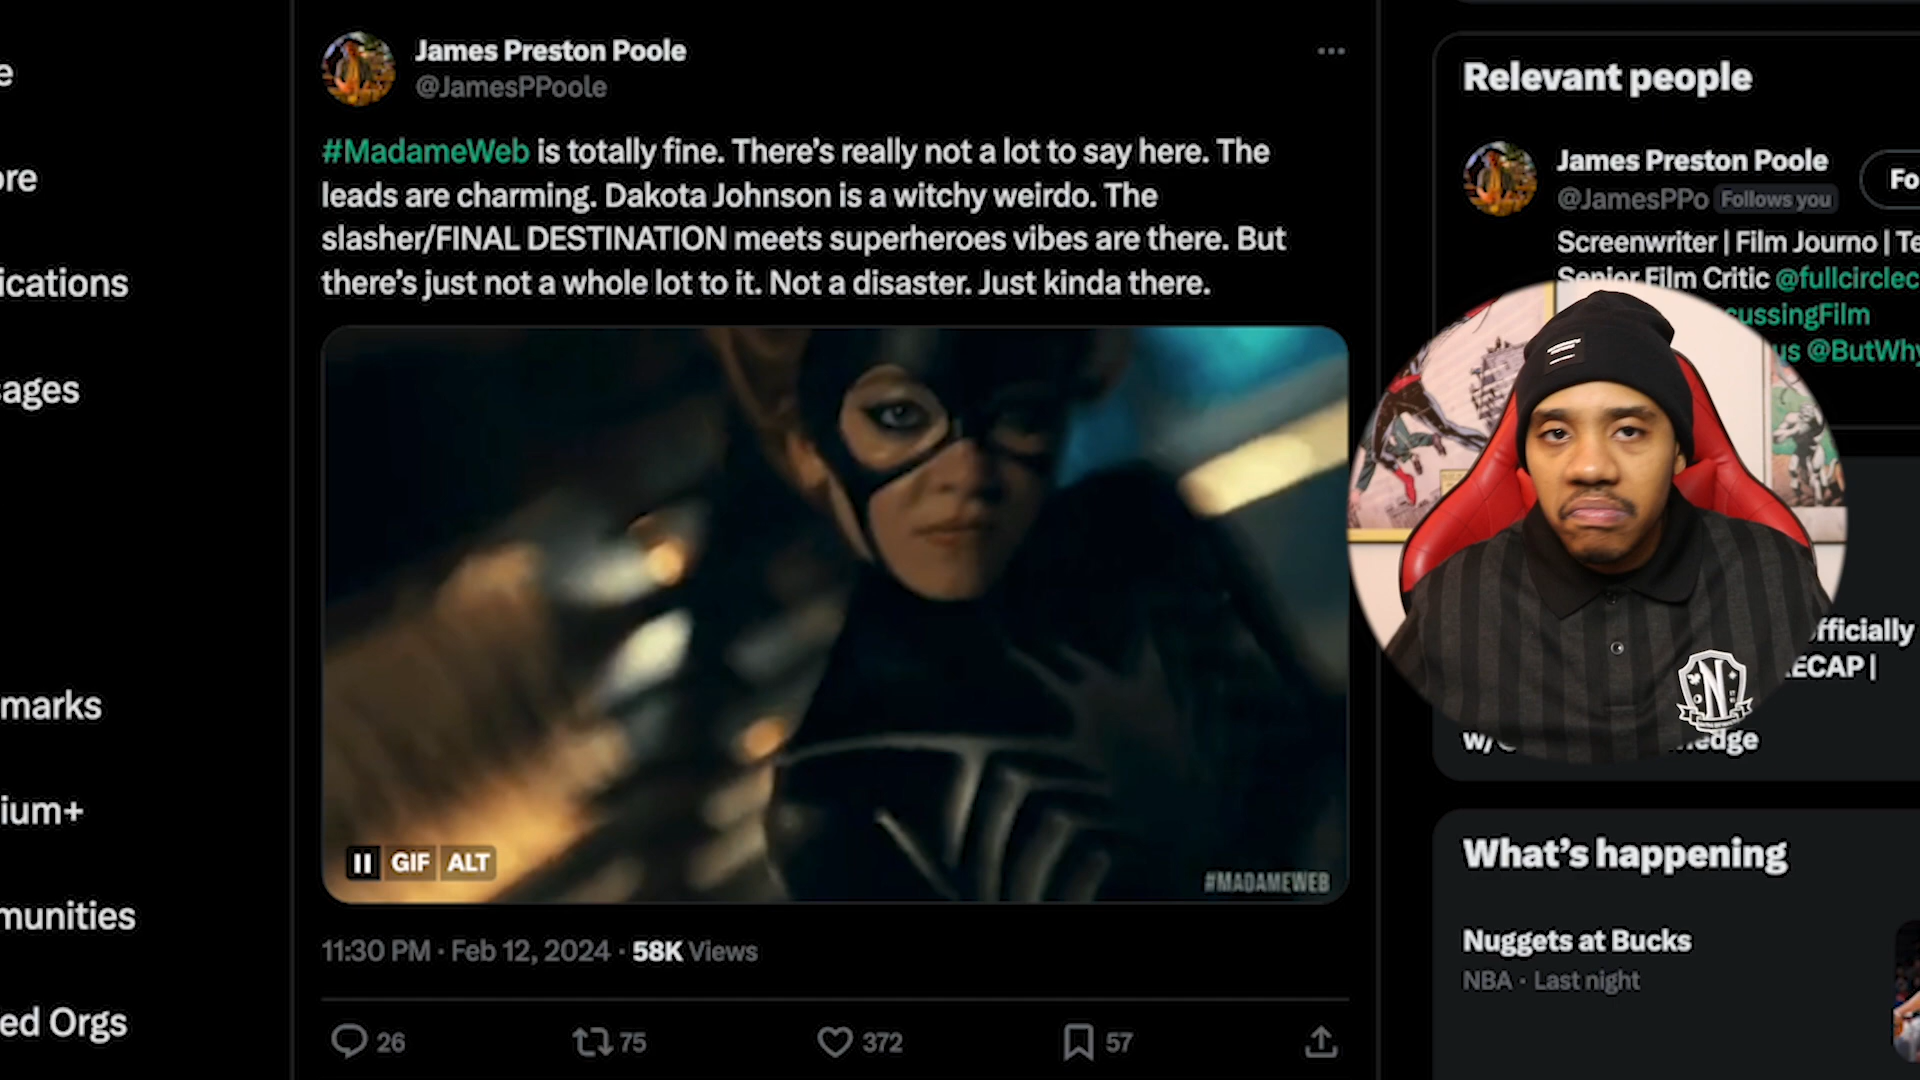 e
ore
ications
sages
marks
ium+
munities
ed Orgs
James Preston Poole
@JamesPPoole
#MadameWeb is totally fine. There's really not a lot to say here. The
leads are charming. Dakota Johnson is a witchy weirdo. The
slasher/FINAL DESTINATION meets superheroes vibes are there. But
there's just not a whole lot to it. Not a disaster. Just kinda there.
GIF ALT
#MADAMEWEB
11:30 PM · Feb 12, 2024 · 58K Views
26 75 372 57
Relevant people
James Preston Poole
Fo
@JamesPPo Follows you
Screenwriter | Film Journo | Te
Senior Film Critic @fullcirclec
cussingFilm
us @ButWhy
officially
ECAP |
w/ edge
N
What's happening
Nuggets at Bucks
NBA · Last night